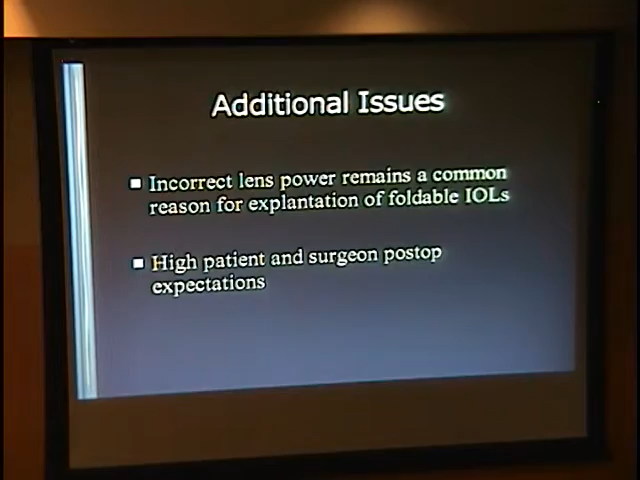 Additional Issues
Incorrect lens power remains a common
reason for explantation of foldable IOLs
High patient and surgeon postop
expectations